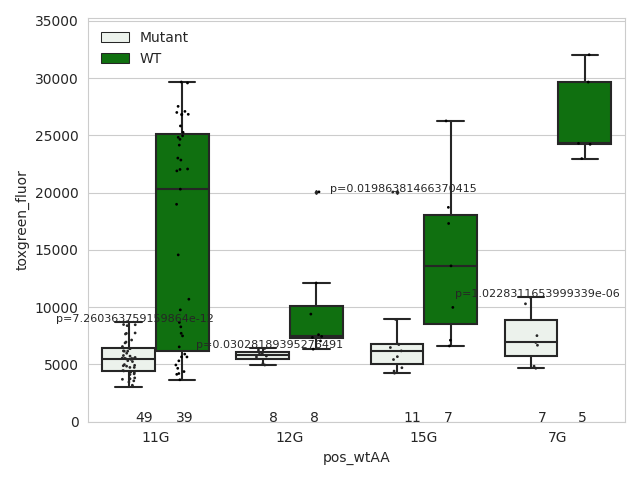 Mutant
WT
toxgreen_fluor
35000
30000
25000
20000
15000
10000
5000
0
p=7.260363759159864e-12
p=0.03028189395276491
p=0.01986381466370415
p=1.0228311653999339e-06
49 39 8 8 11 7 7 5
11G 12G 15G 7G
pos_wtAA